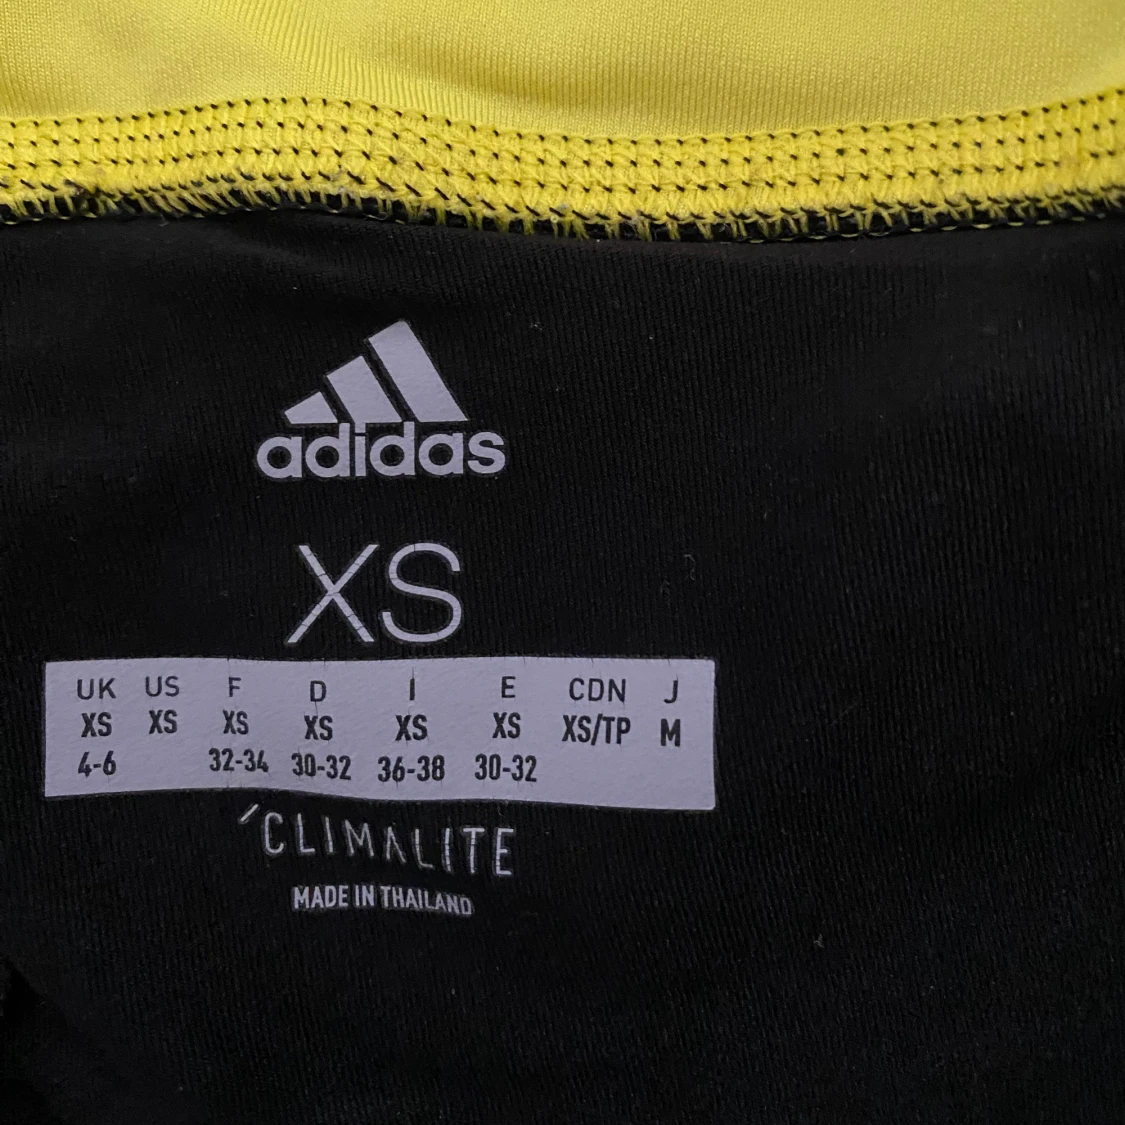 adidas
XS
UK US F D I E CDN J
XS XS XS XS XS XS XS/TP M
4-6 32-34 30-32 36-38 30-32
CLIMALITE
MADE IN THAILAND